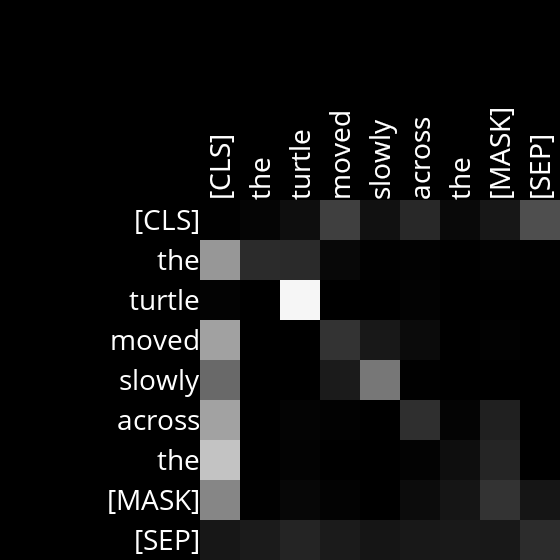 [CLS] the turtle moved slowly across the [MASK] [SEP]
[CLS]
the
turtle
moved
slowly
across
the
[MASK]
[SEP]